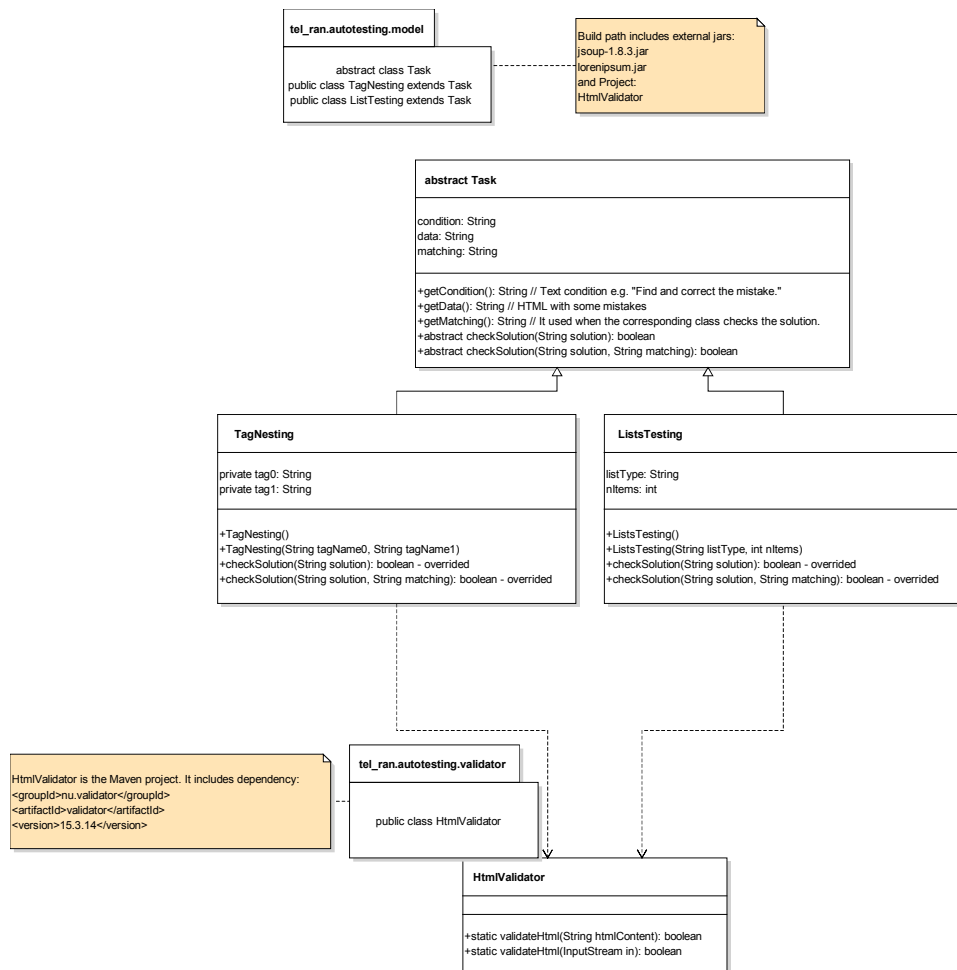 tel_ran.autotesting.model
abstract class Task
public class TagNesting extends Task
public class ListTesting extends Task
Build path includes external jars:
jsoup-1.8.3.jar
lorenipsum.jar
and Project:
HtmlValidator
abstract Task
condition: String
data: String
matching: String
+getCondition(): String // Text condition e.g. "Find and correct the mistake."
+getData(): String // HTML with some mistakes
+getMatching(): String // It used when the corresponding class checks the solution.
+abstract checkSolution(String solution): boolean
+abstract checkSolution(String solution, String matching): boolean
TagNesting
private tag0: String
private tag1: String
+TagNesting()
+TagNesting(String tagName0, String tagName1)
+checkSolution(String solution): boolean - overrided
+checkSolution(String solution, String matching): boolean - overrided
ListsTesting
listType: String
nItems: int
+ListsTesting()
+ListsTesting(String listType, int nItems)
+checkSolution(String solution): boolean - overrided
+checkSolution(String solution, String matching): boolean - overrided
HtmlValidator is the Maven project. It includes dependency:
<groupId>nu.validator</groupId>
<artifactId>validator</artifactId>
<version>15.3.14</version>
tel_ran.autotesting.validator
public class HtmlValidator
HtmlValidator
+static validateHtml(String htmlContent): boolean
+static validateHtml(InputStream in): boolean